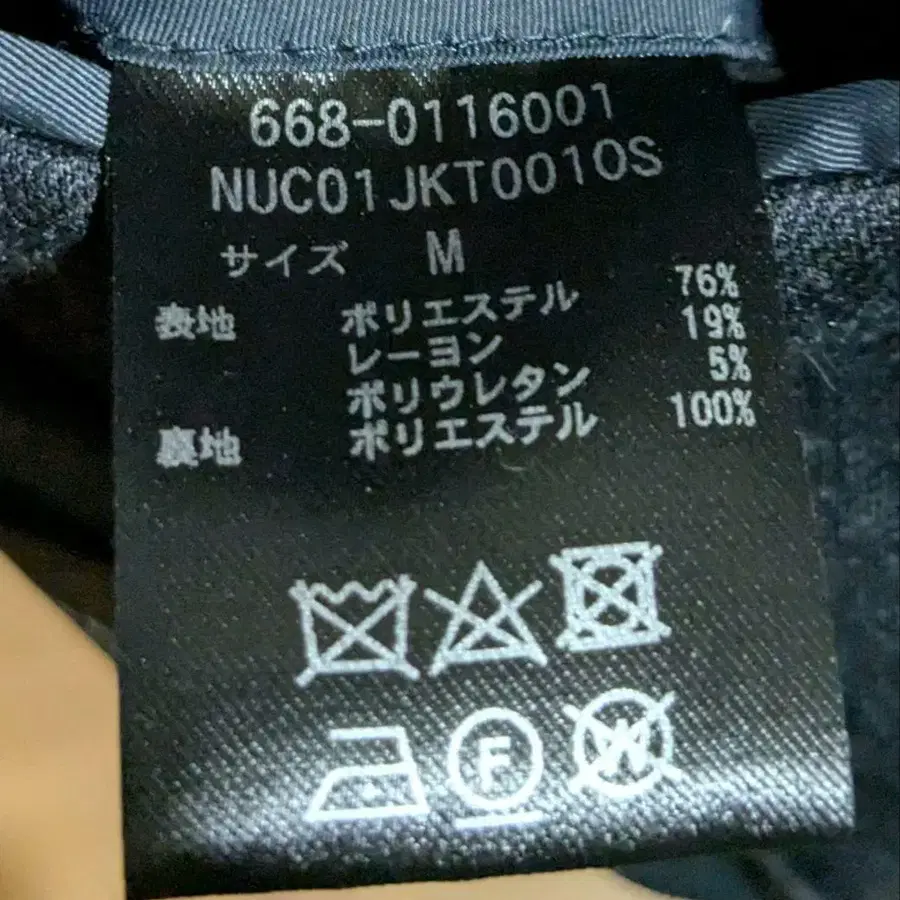 668-0116001
NUC01JKT0010S
サイズ M
表地 ポリエステル 76%
レーヨン 19%
ポリウレタン 5%
裏地 ポリエステル 100%
F
W